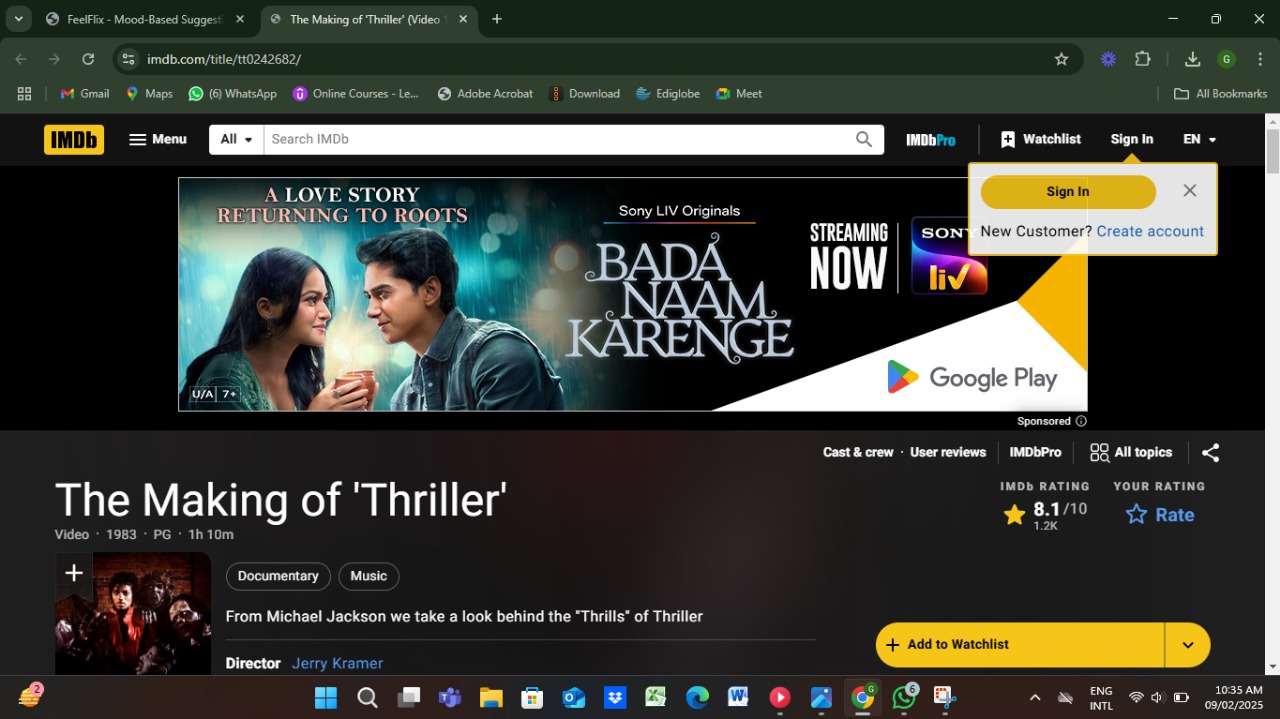 FeelFlix - Mood-Based Suggest
The Making of 'Thriller' (Video 1
imdb.com/title/tt0242682/
G
Gmail
Maps
(6) WhatsApp
Online Courses - Le...
Adobe Acrobat
Download
Ediglobe
Meet
All Bookmarks
IMDb
Menu
All
Search IMDb
IMDbPro
Watchlist
Sign In
EN
Sign In
New Customer? Create account
A LOVE STORY
RETURNING TO ROOTS
Sony LIV Originals
BADA
NAAM
KARENGE
STREAMING
NOW
SONY
liv
Google Play
U/A 7+
Sponsored
Cast & crew · User reviews
IMDbPro
All topics
The Making of 'Thriller'
Video · 1983 · PG · 1h 10m
IMDb RATING
8.1/10
1.2K
YOUR RATING
Rate
Documentary
Music
From Michael Jackson we take a look behind the "Thrills" of Thriller
Director Jerry Kramer
Add to Watchlist
2
G
6
ENG
INTL
10:35 AM
09/02/2025